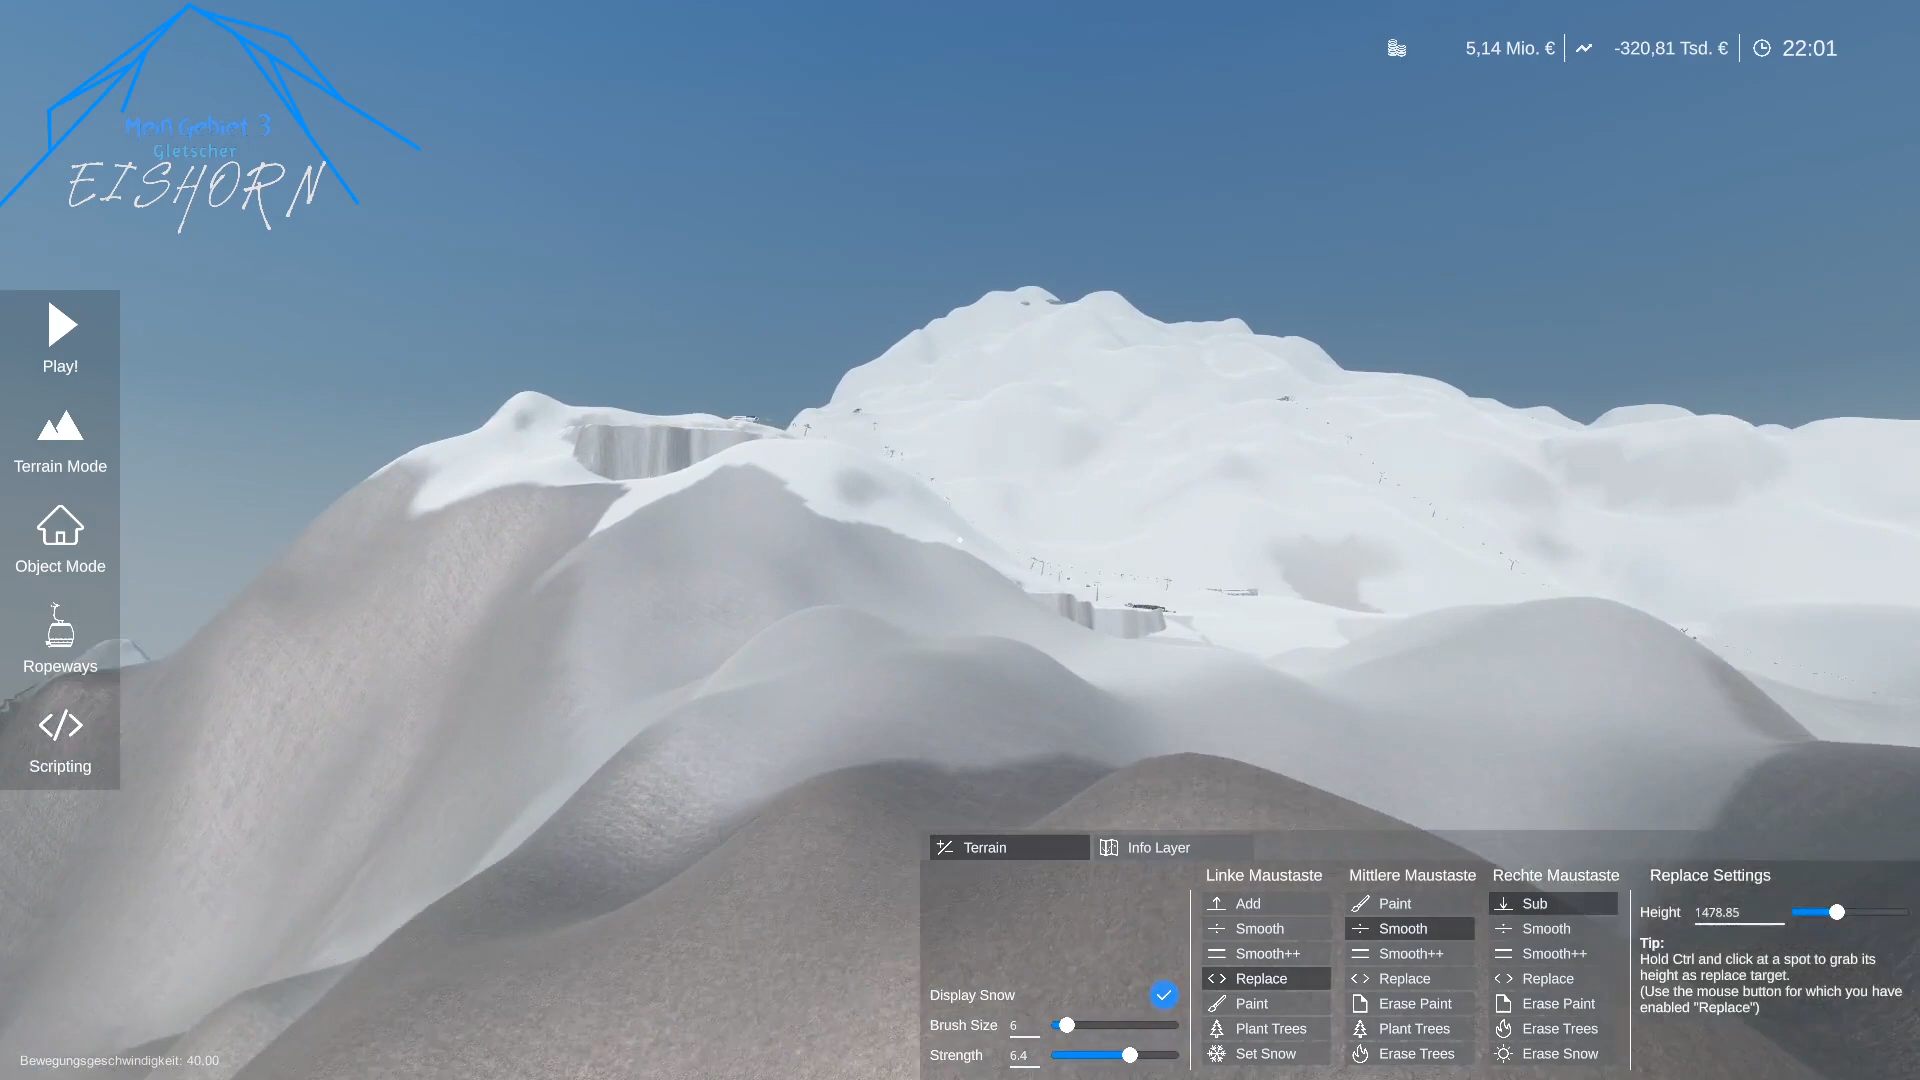 5,14 Mio. €
-320,81 Tsd. €
22:01
Mein Gebiet 3
Gletscher
EISHORN
Play!
Terrain Mode
Object Mode
Ropeways
Scripting
Terrain
Info Layer
Display Snow
Brush Size 6
Strength 6.4
Linke Maustaste
Add
Smooth
Smooth++
Replace
Paint
Plant Trees
Set Snow
Mittlere Maustaste
Paint
Smooth
Smooth++
Replace
Erase Paint
Plant Trees
Erase Trees
Rechte Maustaste
Sub
Smooth
Smooth++
Replace
Erase Paint
Erase Trees
Erase Snow
Replace Settings
Height 1478.85
Tip:
Hold Ctrl and click at a spot to grab its
height as replace target.
(Use the mouse button for which you have
enabled "Replace")
Bewegungsgeschwindigkeit: 40.00